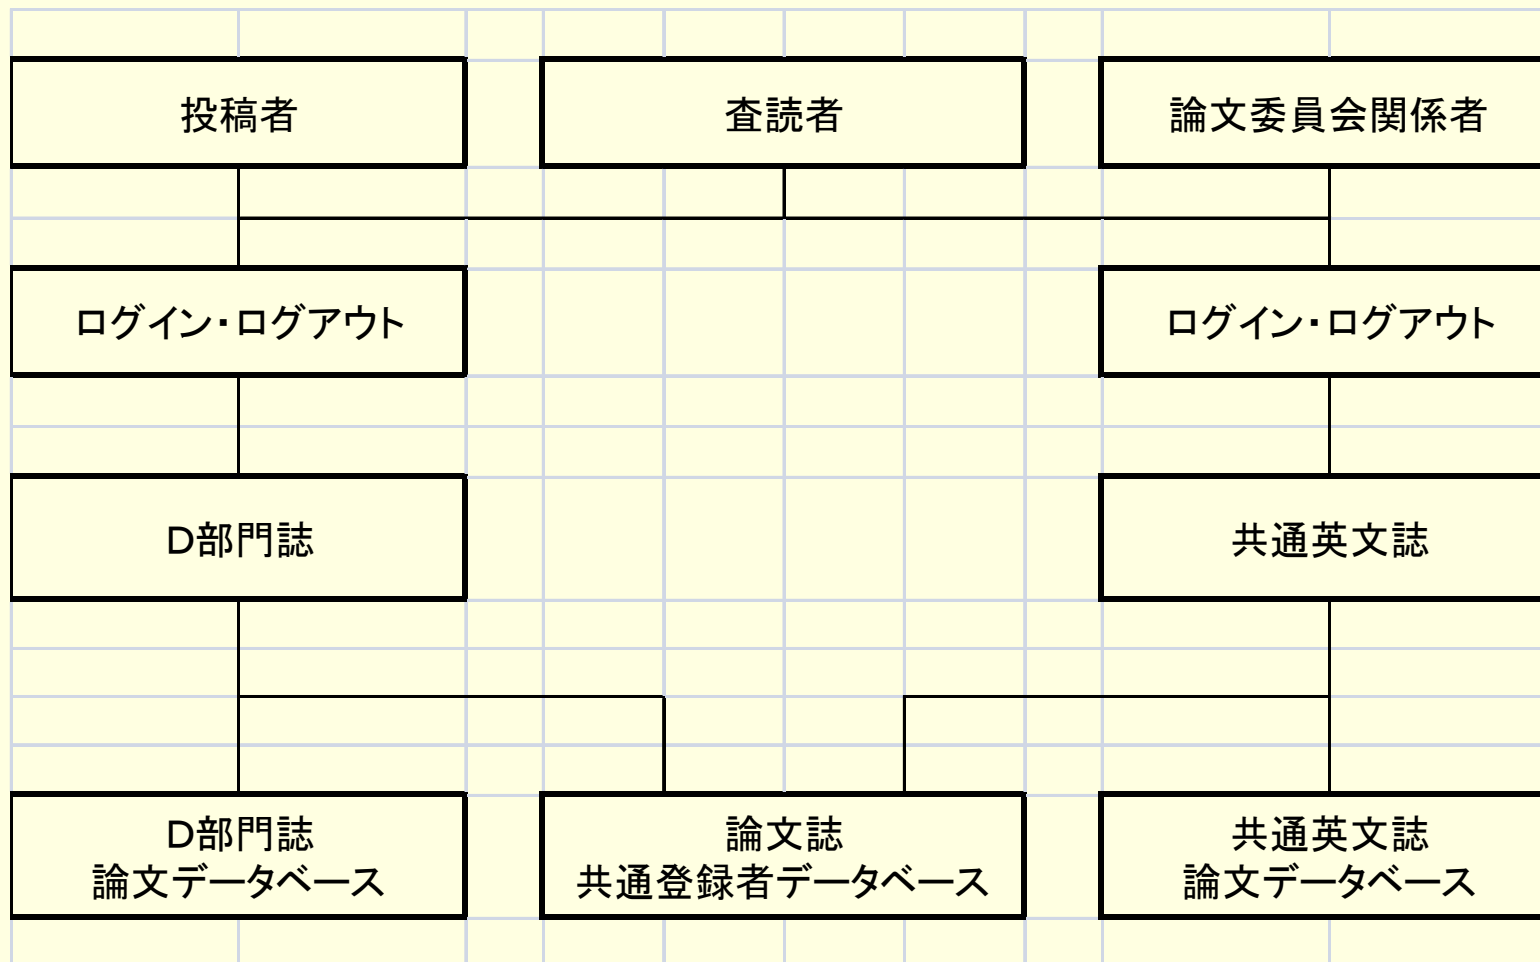 投稿者
査読者
論文委員会関係者
ログイン・ログアウト
ログイン・ログアウト
D部門誌
共通英文誌
D部門誌
論文データベース
論文誌
共通登録者データベース
共通英文誌
論文データベース